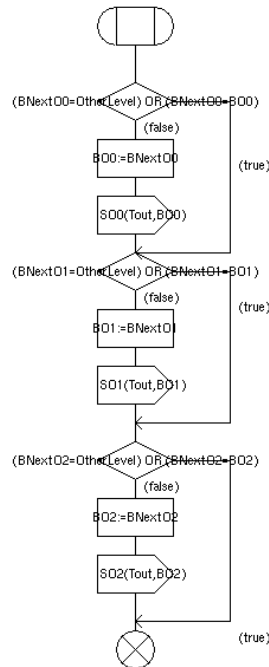 (BNextO0=OtherLevel) OR (BNextO0=BO0)
(false)
BO0:=BNextO0
(true)
SO0(Tout,BO0)
(BNextO1=OtherLevel) OR (BNextO1=BO1)
(false)
(true)
BO1:=BNextO1
SO1(Tout,BO1)
(BNextO2=OtherLevel) OR (BNextO2=BO2)
(false)
BO2:=BNextO2
SO2(Tout,BO2)
(true)